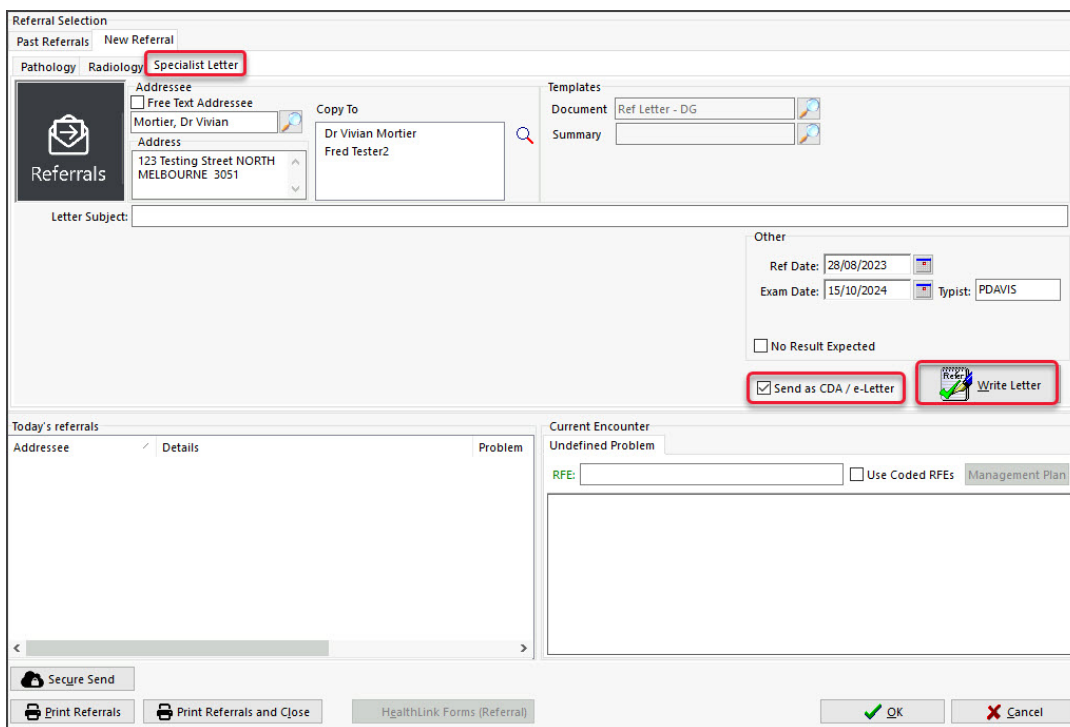 Referral Selection
Past Referrals New Referral
Pathology Radiology Specialist Letter
Referrals
Addressee
Free Text Addressee
Mortier, Dr Vivian
Address
123 Testing Street NORTH
MELBOURNE 3051
Copy To
Dr Vivian Mortier
Fred Tester2
Templates
Document Ref Letter - DG
Summary
Letter Subject:
Other
Ref Date: 28/08/2023
Exam Date: 15/10/2024 Typist: PDAVIS
No Result Expected
Send as CDA / e-Letter
Refer
Write Letter
Today's referrals
Addressee Details Problem
Current Encounter
Undefined Problem
RFE: Use Coded RFEs Management Plan
Secure Send
Print Referrals Print Referrals and Close HealthLink Forms (Referral) OK Cancel